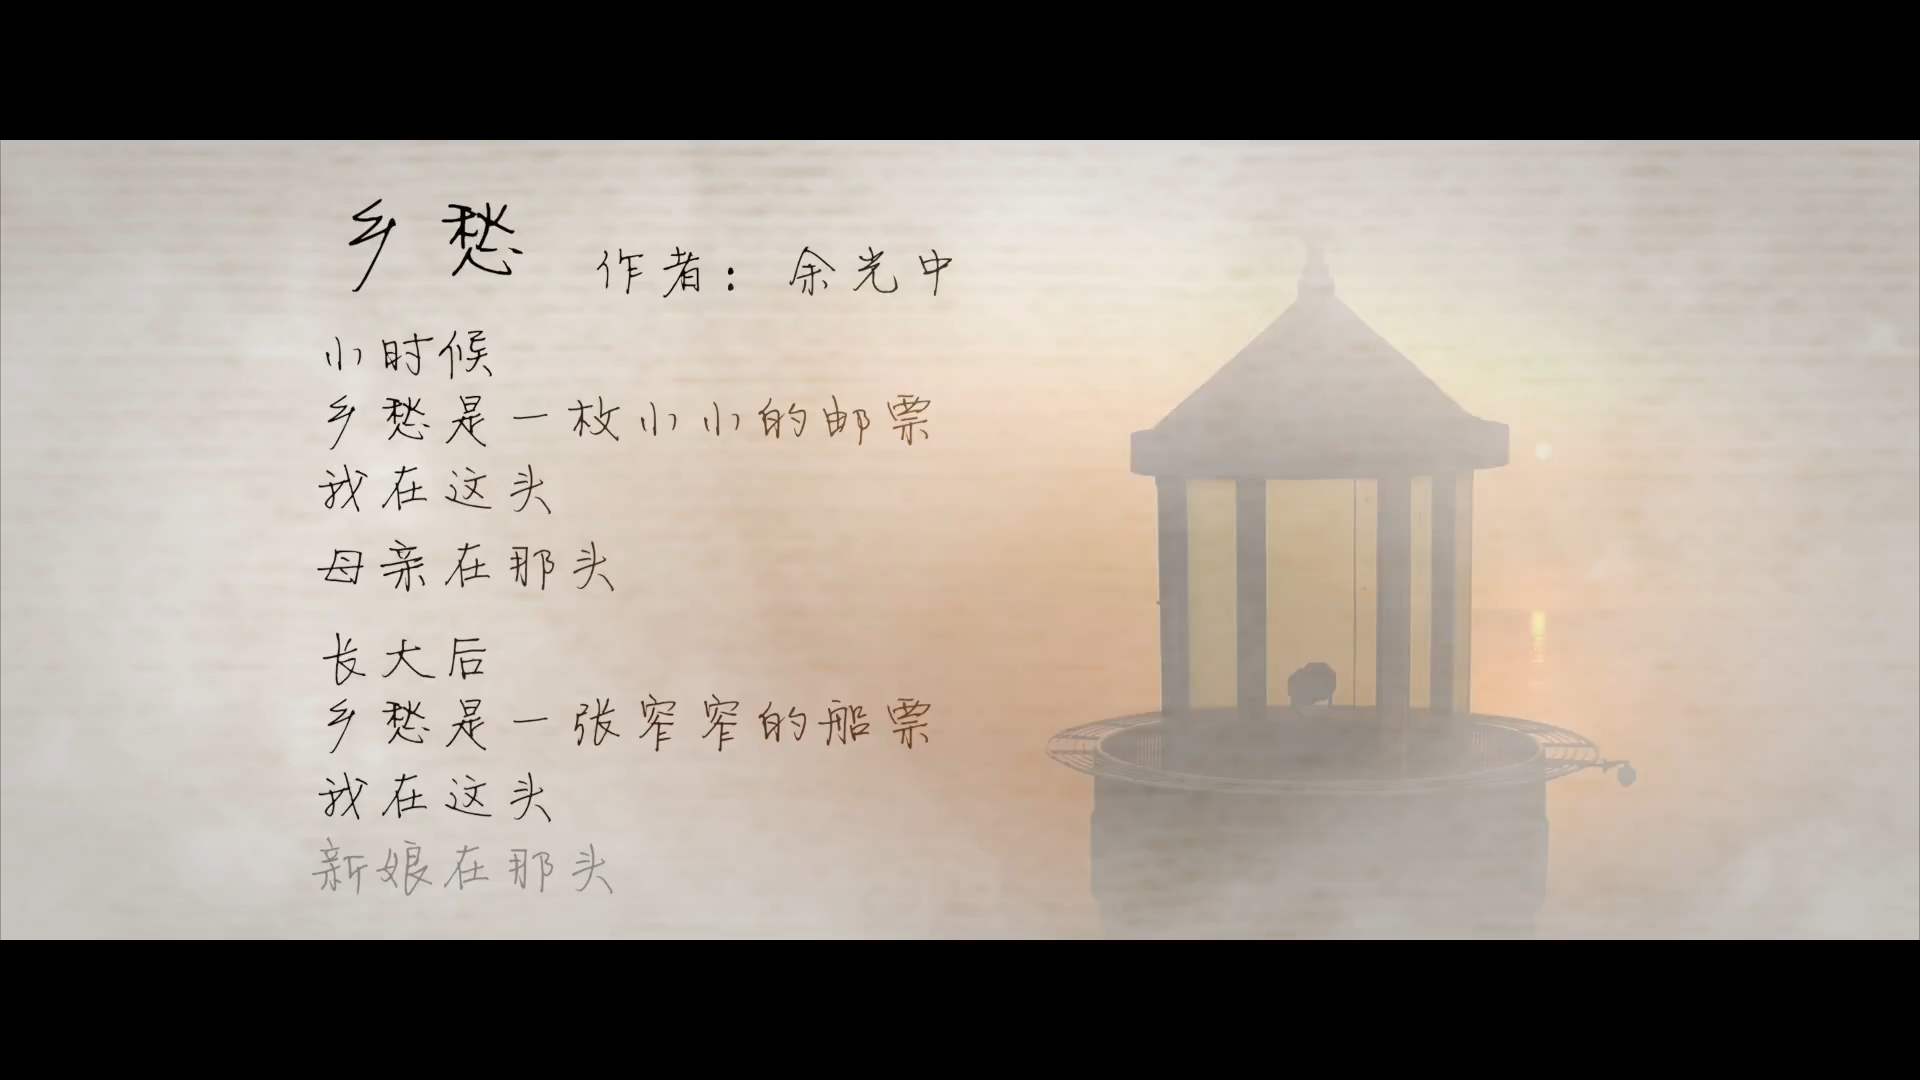 乡愁 作者：余光中
小时候
乡愁是一枚小小的邮票
我在这头
母亲在那头
长大后
乡愁是一张窄窄的船票
我在这头
新娘在那头